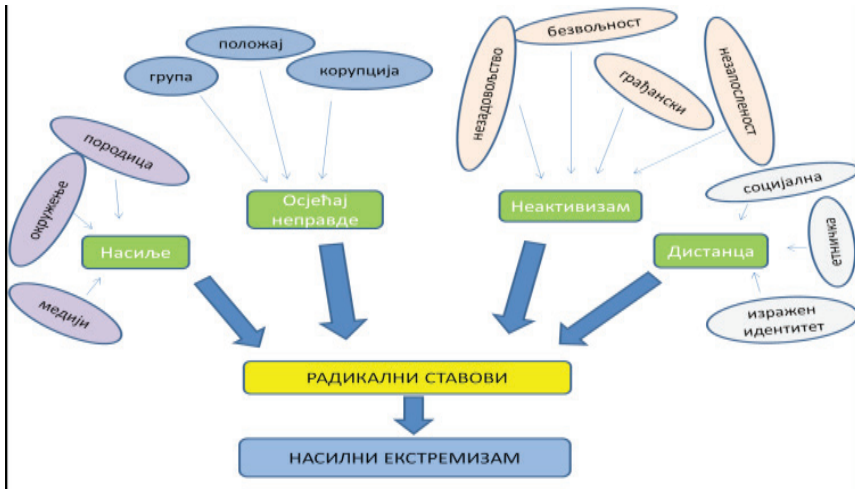 група
положај
корупција
незадовољство
безвољност
грађански
незапосленост
породица
окружење
медији
Насиље
Осјећај
неправде
Неактивизам
Дистанца
социјална
етничка
изражен
идентитет
РАДИКАЛНИ СТАВОВИ
НАСИЛНИ ЕКСТРЕМИЗАМ